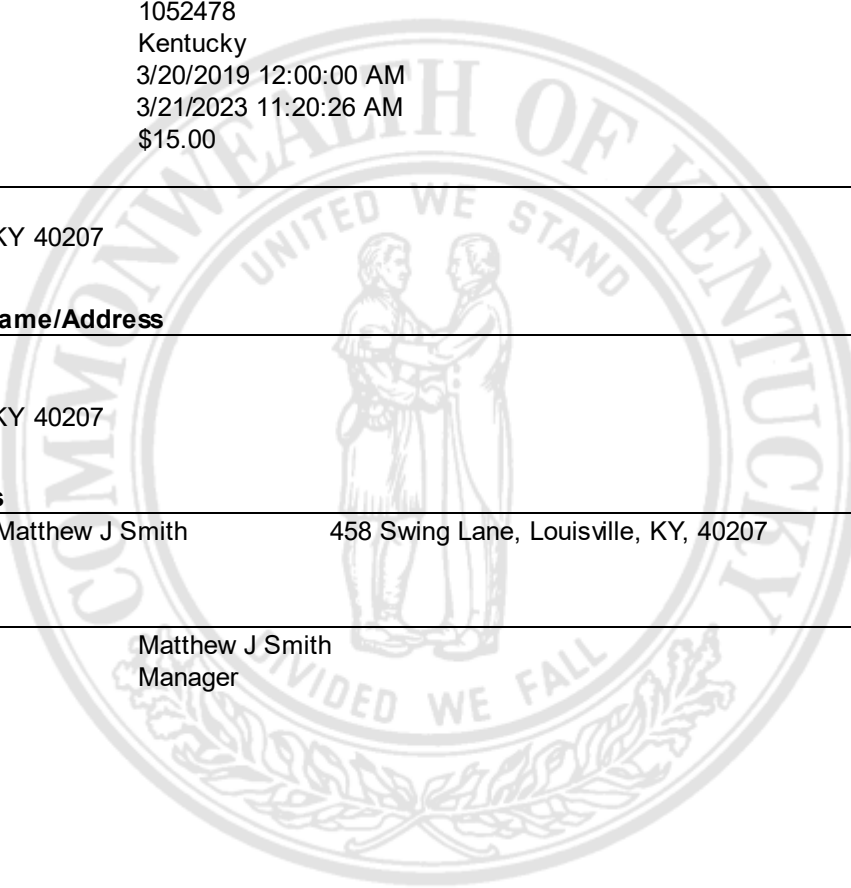 1052478
Kentucky
3/20/2019 12:00:00 AM
3/21/2023 11:20:26 AM
$15.00
KY 40207
ame/Address
KY 40207
s
Matthew J Smith 458 Swing Lane, Louisville, KY, 40207
Matthew J Smith
Manager
COMMONWEALTH OF KENTUCKY
UNITED WE STAND
DIVIDED WE FALL